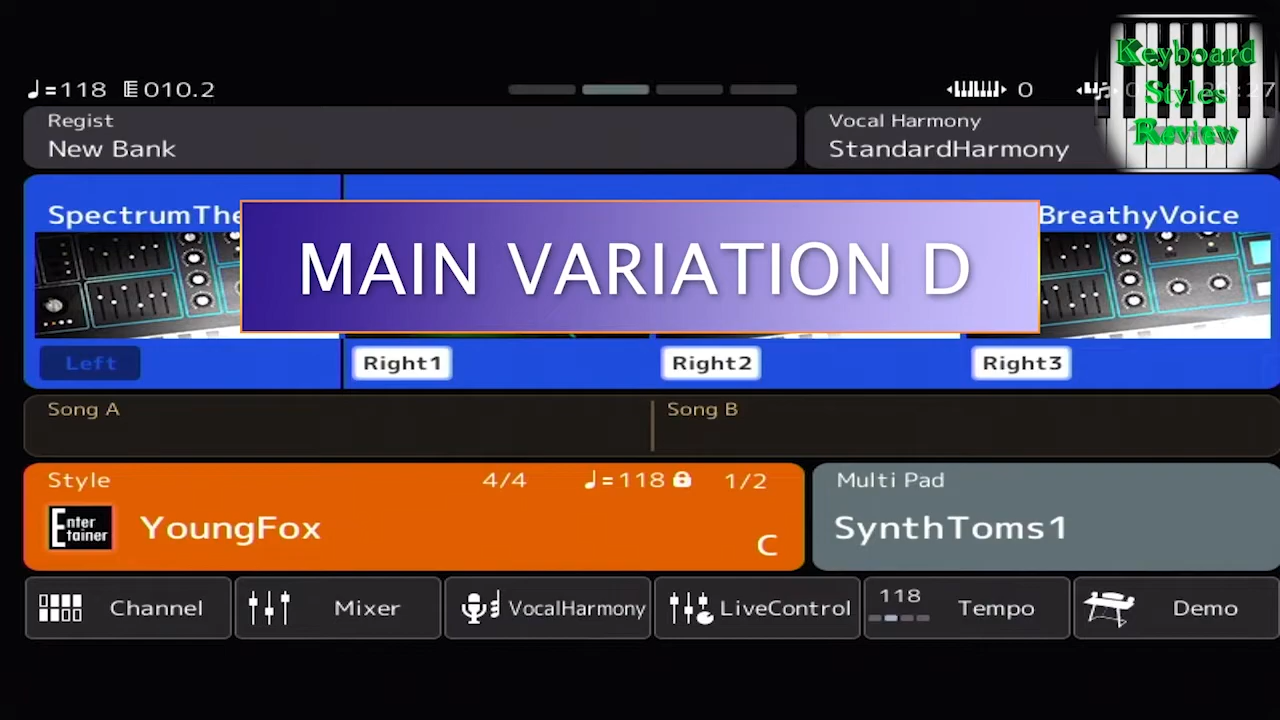 ♩=118 010.2
0
Keyboard
Styles
Review
Regist
New Bank
Vocal Harmony
StandardHarmony
SpectrumThe
BreathyVoice
MAIN VARIATION D
Left
Right1
Right2
Right3
Song A
Song B
Style
4/4
♩=118
1/2
Enter
tainer
YoungFox
C
Multi Pad
SynthToms1
Channel
Mixer
VocalHarmony
LiveControl
118
Tempo
Demo